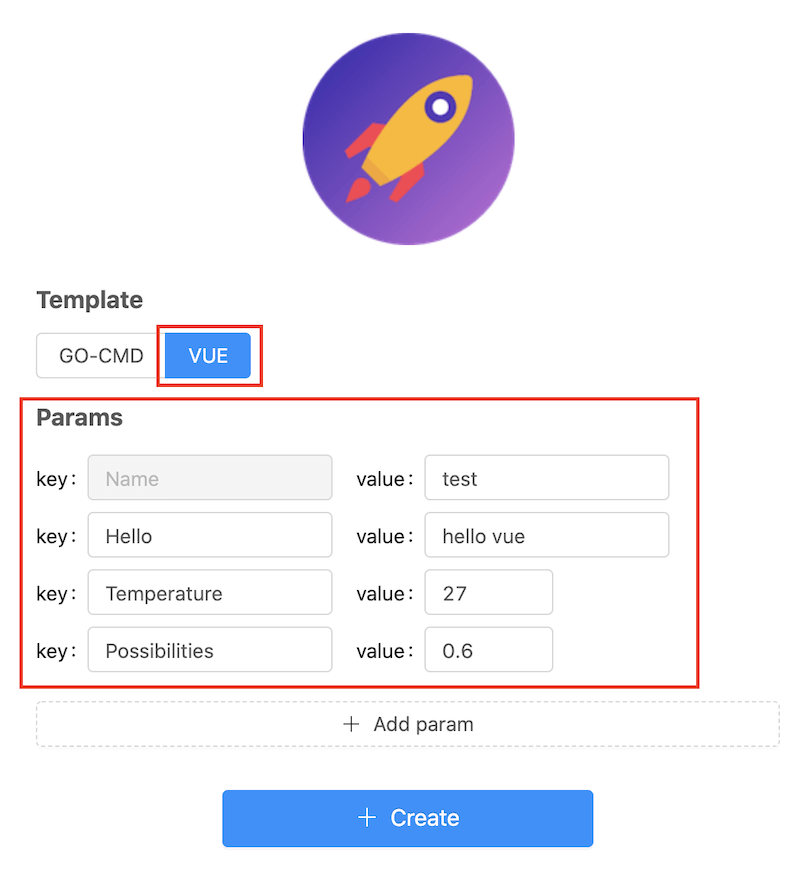 Template
GO-CMD VUE
Params
key: Name value: test
key: Hello value: hello vue
key: Temperature value: 27
key: Possibilities value: 0.6
+ Add param
+ Create